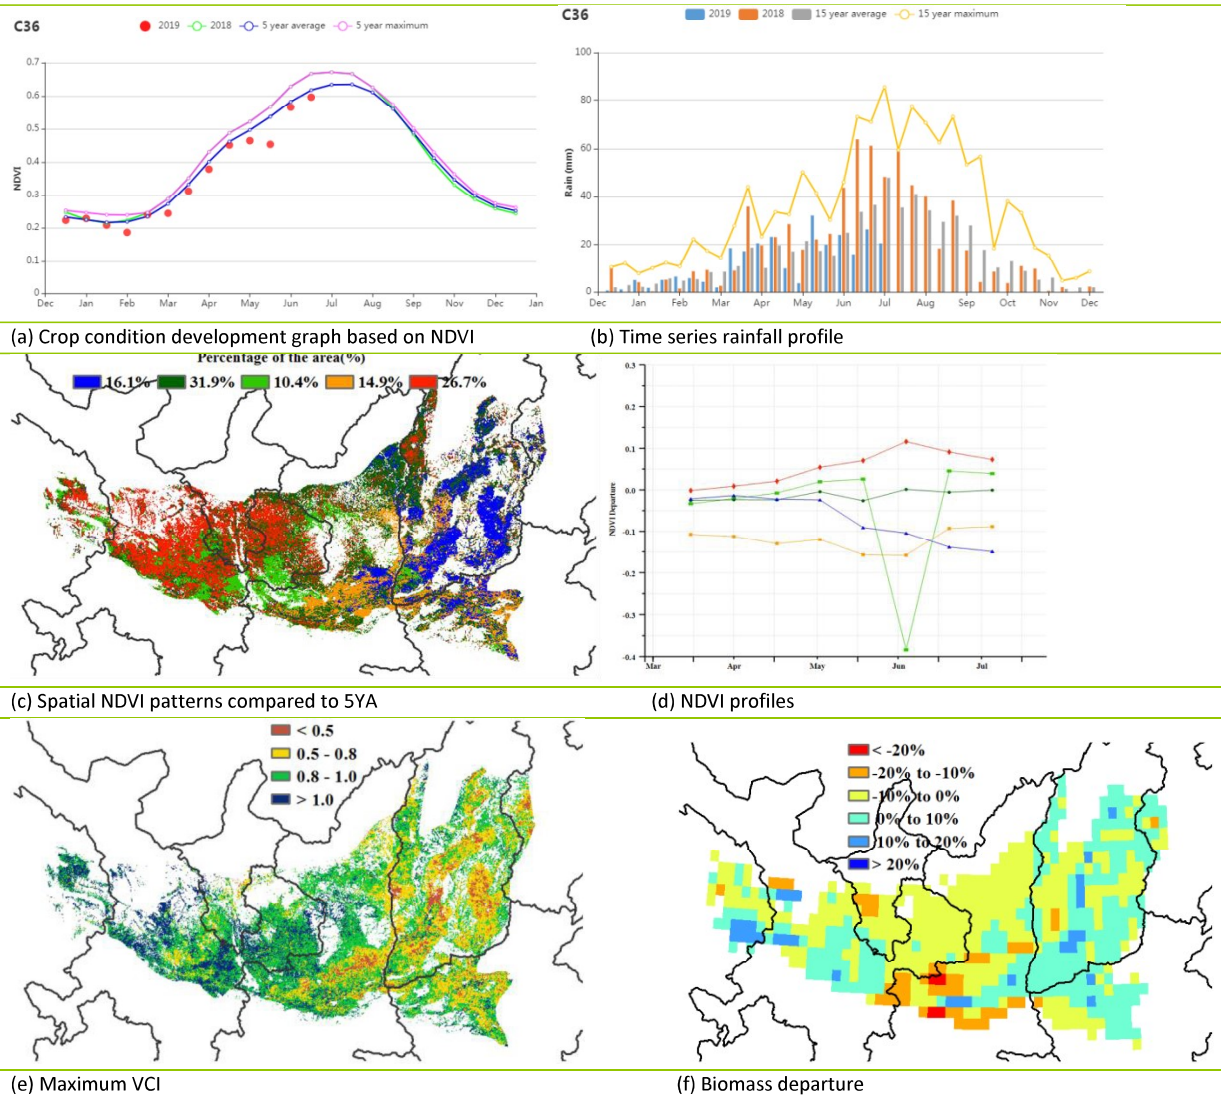 C36
2019 2018 5 year average 5 year maximum
0.7
0.6
0.5
0.4
0.3
0.2
0.1
0
NDVI
Dec Jan Feb Mar Apr May Jun Jul Aug Sep Oct Nov Dec Jan
C36
2019 2018 15 year average 15 year maximum
100
80
60
40
20
0
Rain (mm)
Dec Jan Feb Mar Apr May Jun Jul Aug Sep Oct Nov Dec
(a) Crop condition development graph based on NDVI
(b) Time series rainfall profile
Percentage of the area(%)
16.1% 31.9% 10.4% 14.9% 26.7%
0.3
0.2
0.1
0.0
-0.1
-0.2
-0.3
-0.4
NDVI Departure
Mar Apr May Jun Jul
(c) Spatial NDVI patterns compared to 5YA
(d) NDVI profiles
< 0.5
0.5 - 0.8
0.8 - 1.0
> 1.0
< -20%
-20% to -10%
-10% to 0%
0% to 10%
10% to 20%
> 20%
(e) Maximum VCI
(f) Biomass departure